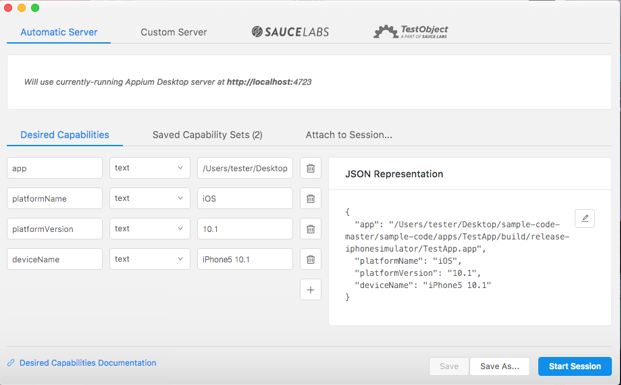 Automatic Server
Custom Server
SAUCELABS
TestObject
A PART OF SAUCE LABS
Will use currently-running Appium Desktop server at http://localhost:4723
Desired Capabilities
Saved Capability Sets (2)
Attach to Session...
app
text
/Users/tester/Desktop
platformName
text
iOS
platformVersion
text
10.1
deviceName
text
iPhone5 10.1
+
JSON Representation
{
"app": "/Users/tester/Desktop/sample-code-
master/sample-code/apps/TestApp/build/release-
iphonesimulator/TestApp.app",
"platformName": "iOS",
"platformVersion": "10.1",
"deviceName": "iPhone5 10.1"
}
Desired Capabilities Documentation
Save
Save As...
Start Session